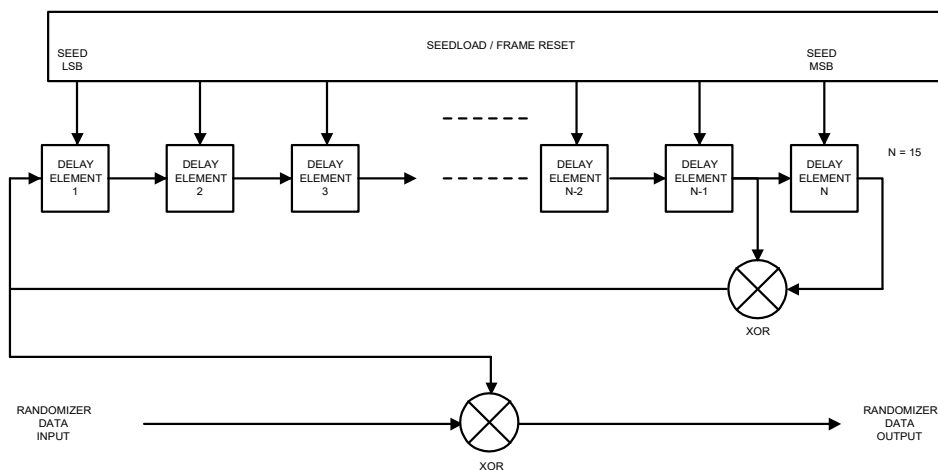 SEEDLOAD / FRAME RESET
SEED
LSB
SEED
MSB
DELAY
ELEMENT
1
DELAY
ELEMENT
2
DELAY
ELEMENT
3
DELAY
ELEMENT
N-2
DELAY
ELEMENT
N-1
DELAY
ELEMENT
N
N = 15
XOR
RANDOMIZER
DATA
INPUT
XOR
RANDOMIZER
DATA
OUTPUT